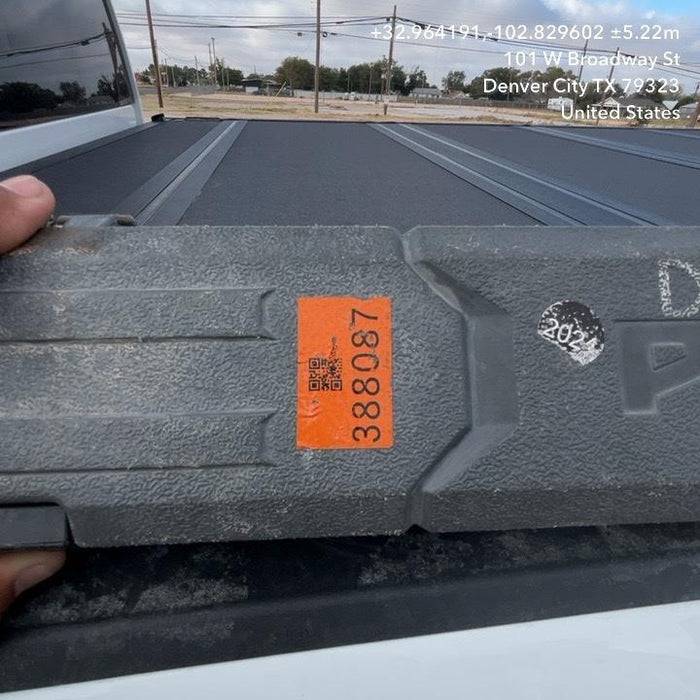 +32.964191,-102.829602 ±5.22m
101 W Broadway St
Denver City TX 79323
United States
388087
2024
D
A